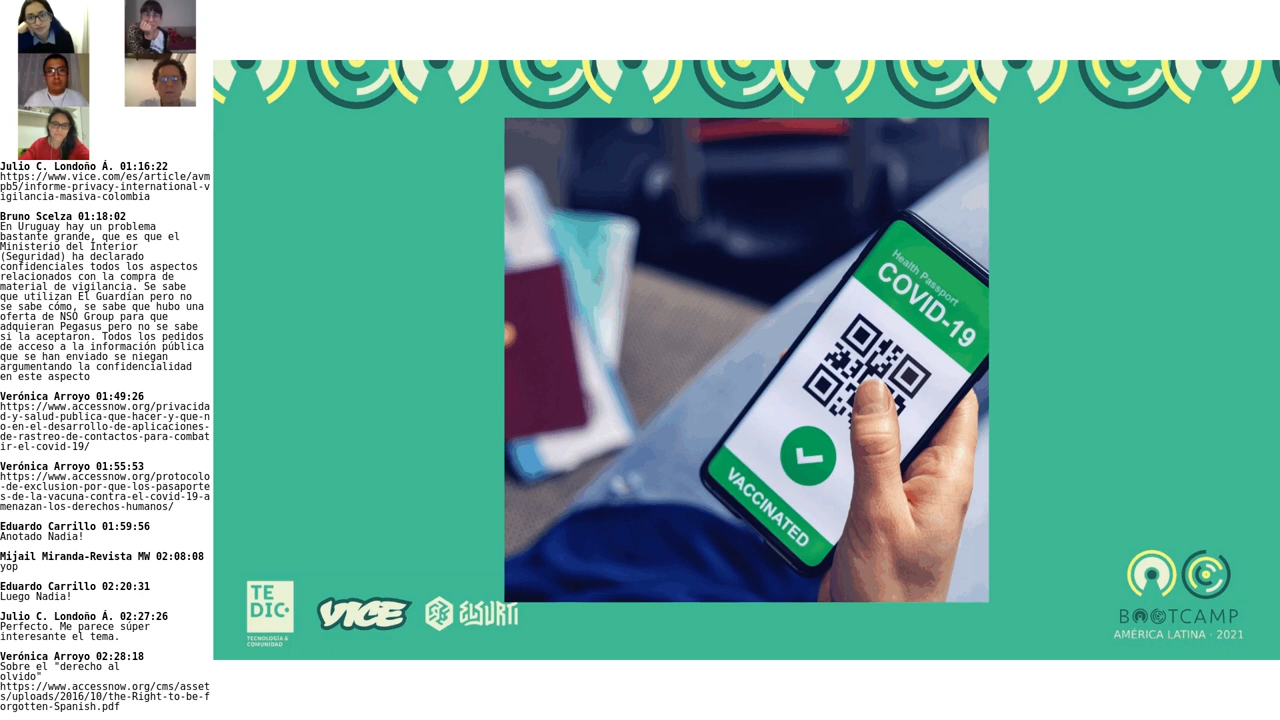 Julio C. Londoño Á. 01:16:22
https://www.vice.com/es/article/avm
pb5/informe-privacy-international-v
igilancia-masiva-colombia
Bruno Scelza 01:18:02
En Uruguay hay un problema
bastante grande, que es que el
Ministerio del Interior
(Seguridad) ha declarado
confidenciales todos los aspectos
relacionados con la compra de
material de vigilancia. Se sabe
que utilizan El Guardian pero no
se sabe cómo, se sabe que hubo una
oferta de NSO Group para que
adquieran Pegasus pero no se sabe
si la aceptaron. Todos los pedidos
de acceso a la información pública
que se han enviado se niegan
argumentando la confidencialidad
en este aspecto
Verónica Arroyo 01:49:26
https://www.accessnow.org/privacida
d-y-salud-publica-que-hacer-y-que-n
o-en-el-desarrollo-de-aplicaciones-
de-rastreo-de-contactos-para-combat
ir-el-covid-19/
Verónica Arroyo 01:55:53
https://www.accessnow.org/protocolo
-de-exclusion-por-que-los-pasaporte
s-de-la-vacuna-contra-el-covid-19-a
menazan-los-derechos-humanos/
Eduardo Carrillo 01:59:56
Anotado Nadia!
Mijail Miranda-Revista MW 02:08:08
yop
Eduardo Carrillo 02:20:31
Luego Nadia!
Julio C. Londoño Á. 02:27:26
Perfecto. Me parece súper
interesante el tema.
Verónica Arroyo 02:28:18
Sobre el "derecho al
olvido"
https://www.accessnow.org/cms/asset
s/uploads/2016/10/the-Right-to-be-f
orgotten-Spanish.pdf
Health Passport
COVID-19
VACCINATED
TE
DIC
TECNOLOGÍA &
COMUNIDAD
VICE
ELSURTI
BOOTCAMP
AMÉRICA LATINA · 2021